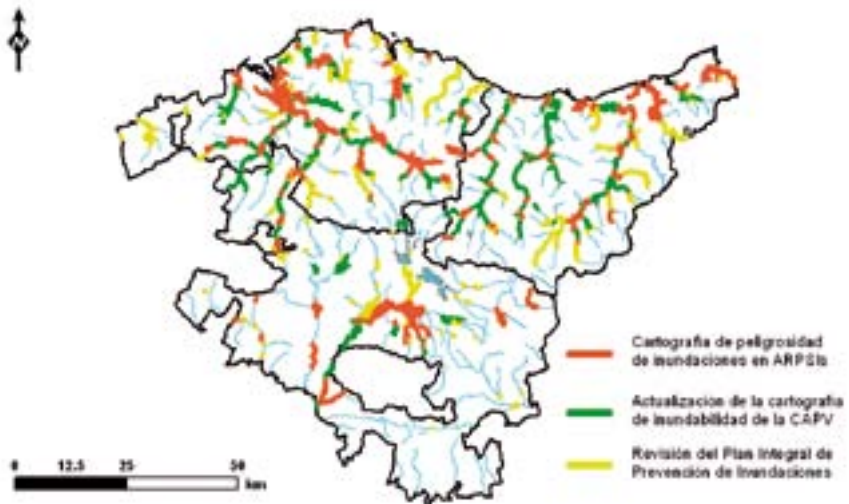 N
Cartografía de peligrosidad
de inundaciones en ARPSIs
Actualización de la cartografía
de inundabilidad de la CAPV
Revisión del Plan Integral de
Prevención de Inundaciones
0 12.5 25 50
km